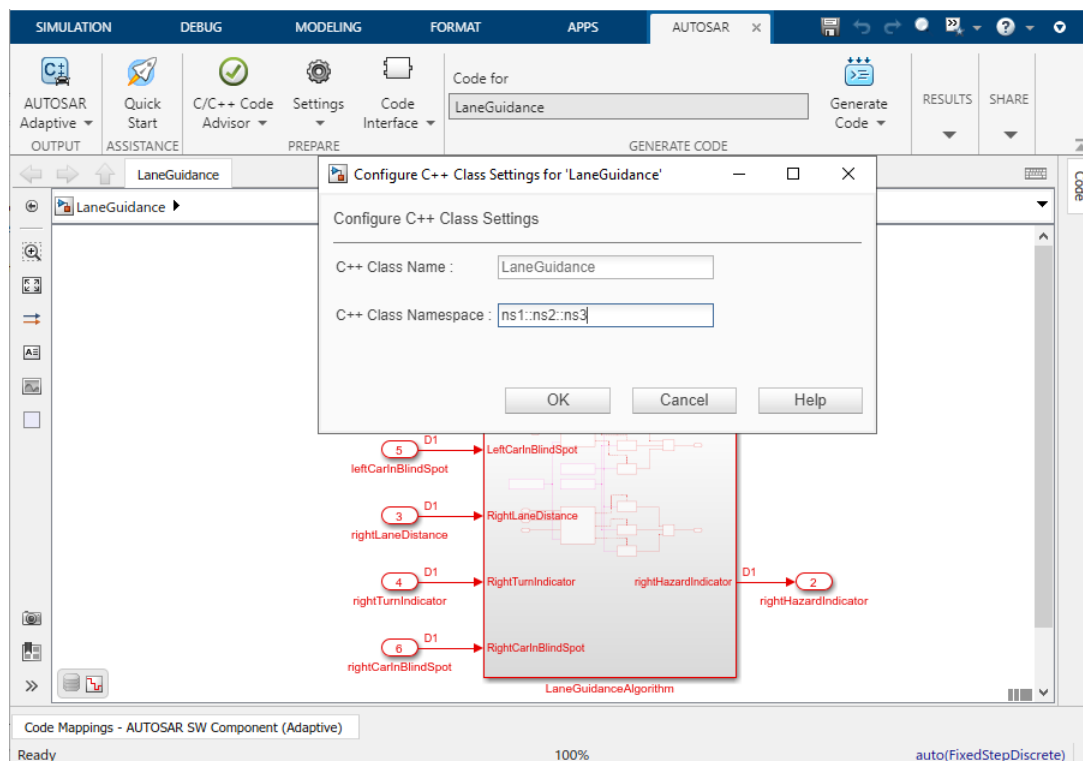 SIMULATION DEBUG MODELING FORMAT APPS AUTOSAR
Code for
LaneGuidance
AUTOSAR Adaptive
Quick Start
C/C++ Code Advisor
Settings
Code Interface
Generate Code
RESULTS SHARE
OUTPUT ASSISTANCE PREPARE GENERATE CODE
LaneGuidance
LaneGuidance
Code
Configure C++ Class Settings for 'LaneGuidance'
Configure C++ Class Settings
C++ Class Name : LaneGuidance
C++ Class Namespace : ns1::ns2::ns3
OK Cancel Help
5 D1 LeftCarInBlindSpot
leftCarInBlindSpot
3 D1 RightLaneDistance
rightLaneDistance
4 D1 RightTurnIndicator rightHazardIndicator D1 2
rightTurnIndicator rightHazardIndicator
6 D1 RightCarInBlindSpot
rightCarInBlindSpot
LaneGuidanceAlgorithm
Code Mappings - AUTOSAR SW Component (Adaptive)
Ready 100% auto(FixedStepDiscrete)